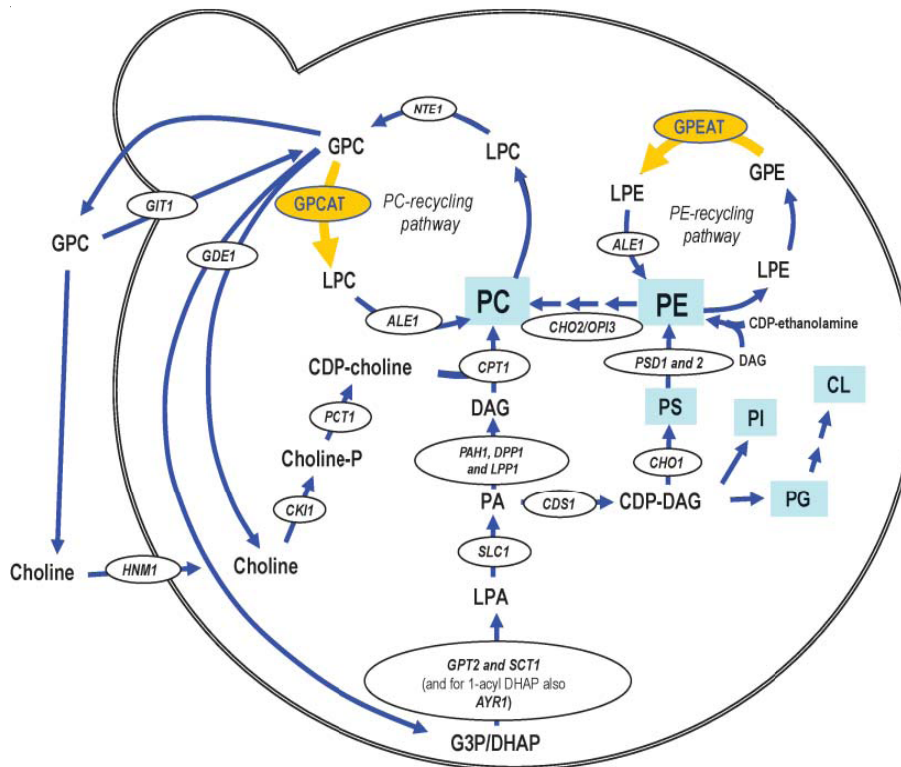 NTE1
GPEAT
GPC
LPC
GPE
LPE
GIT1
GPCAT
PC-recycling
pathway
PE-recycling
pathway
GPC
GDE1
ALE1
LPC
LPE
PC
PE
ALE1
CHO2/OPI3
CDP-ethanolamine
CDP-choline
CPT1
PSD1 and 2
DAG
PCT1
DAG
PS
PI
CL
Choline-P
PAH1, DPP1
and LPP1
CHO1
CKI1
PA
CDS1
CDP-DAG
PG
Choline
HNM1
Choline
SLC1
LPA
GPT2 and SCT1
(and for 1-acyl DHAP also
AYR1)
G3P/DHAP